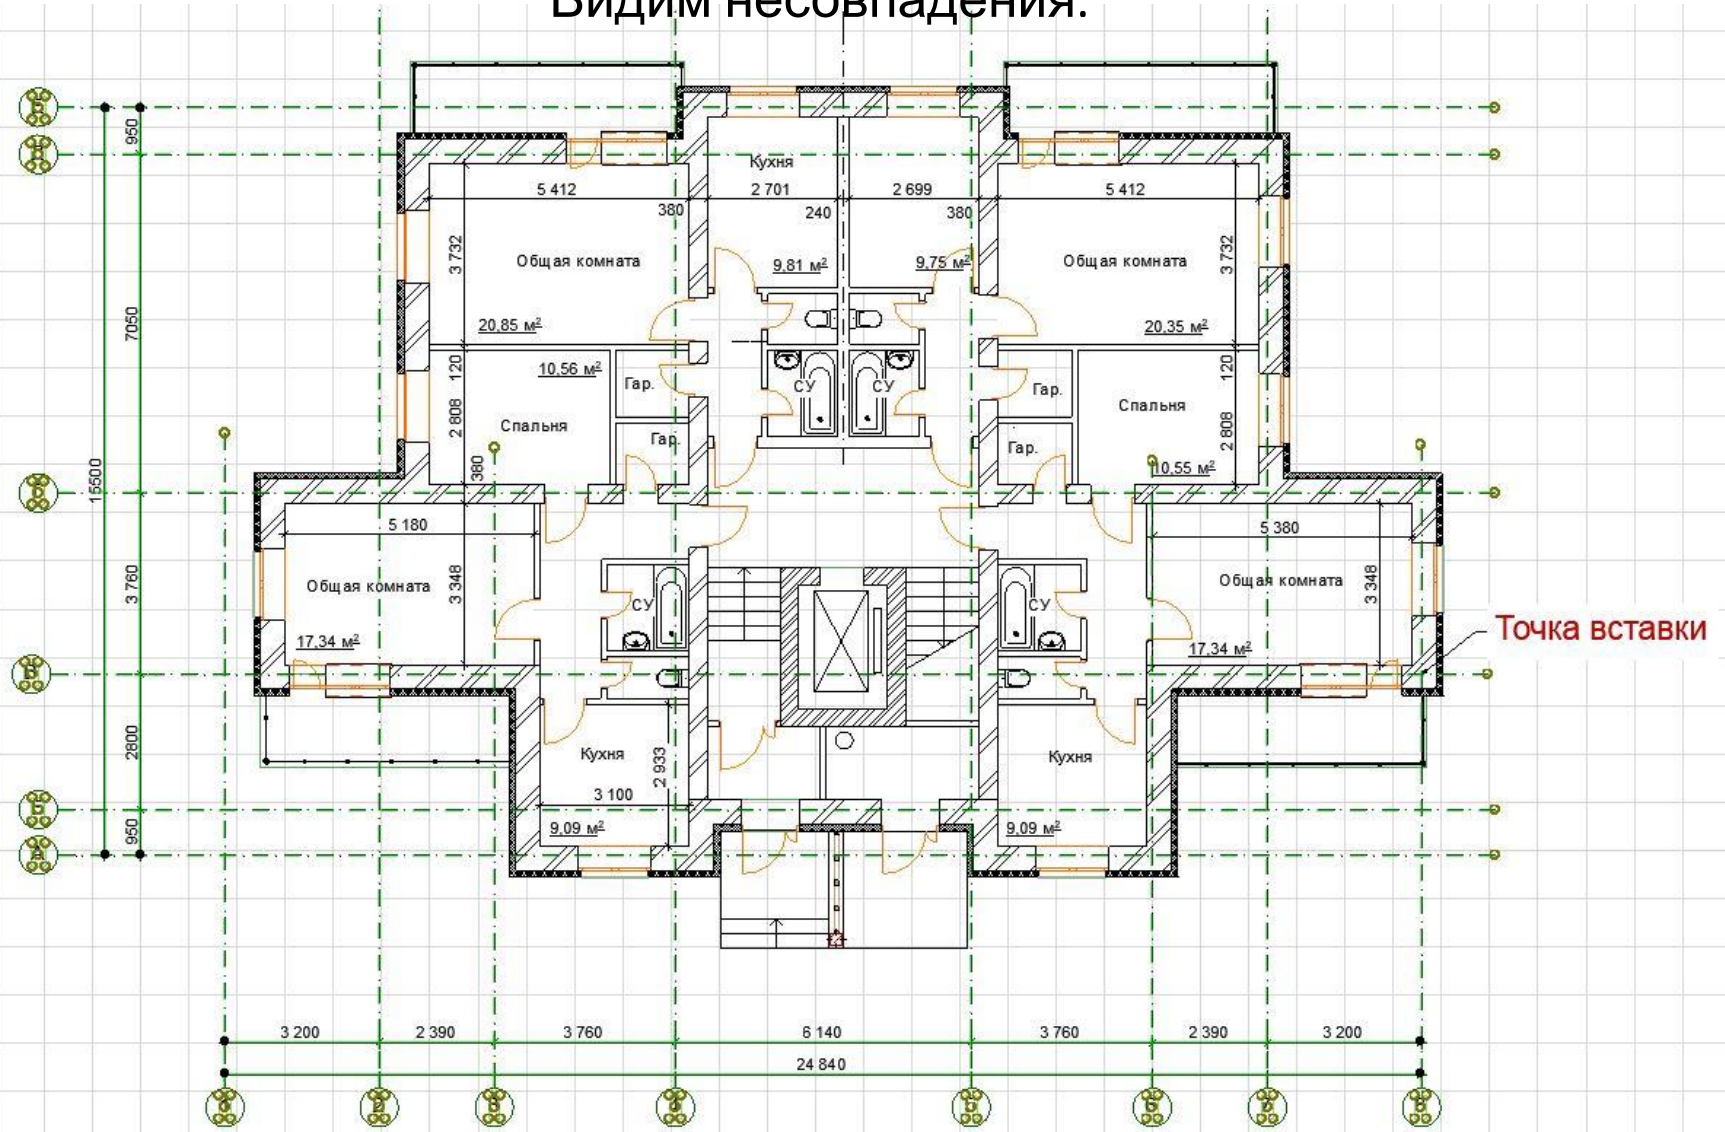 Видим несовпадения.
950
Кухня
5 412
2 701
2 699
5 412
380
240
380
3 732
3 732
Общая комната
9,81 м²
9,75 м²
Общая комната
7050
20,85 м²
20,35 м²
120
10,56 м²
Гар.
СУ
СУ
Гар.
120
2 808
Спальня
Гар.
Гар.
Спальня
2 808
380
10,55 м²
15500
5 180
5 380
3 760
Общая комната
3 348
СУ
СУ
Общая комната
3 348
17,34 м²
17,34 м²
Точка вставки
2800
Кухня
2 933
Кухня
3 100
950
9,09 м²
9,09 м²
3 200
2 390
3 760
6 140
3 760
2 390
3 200
24 840